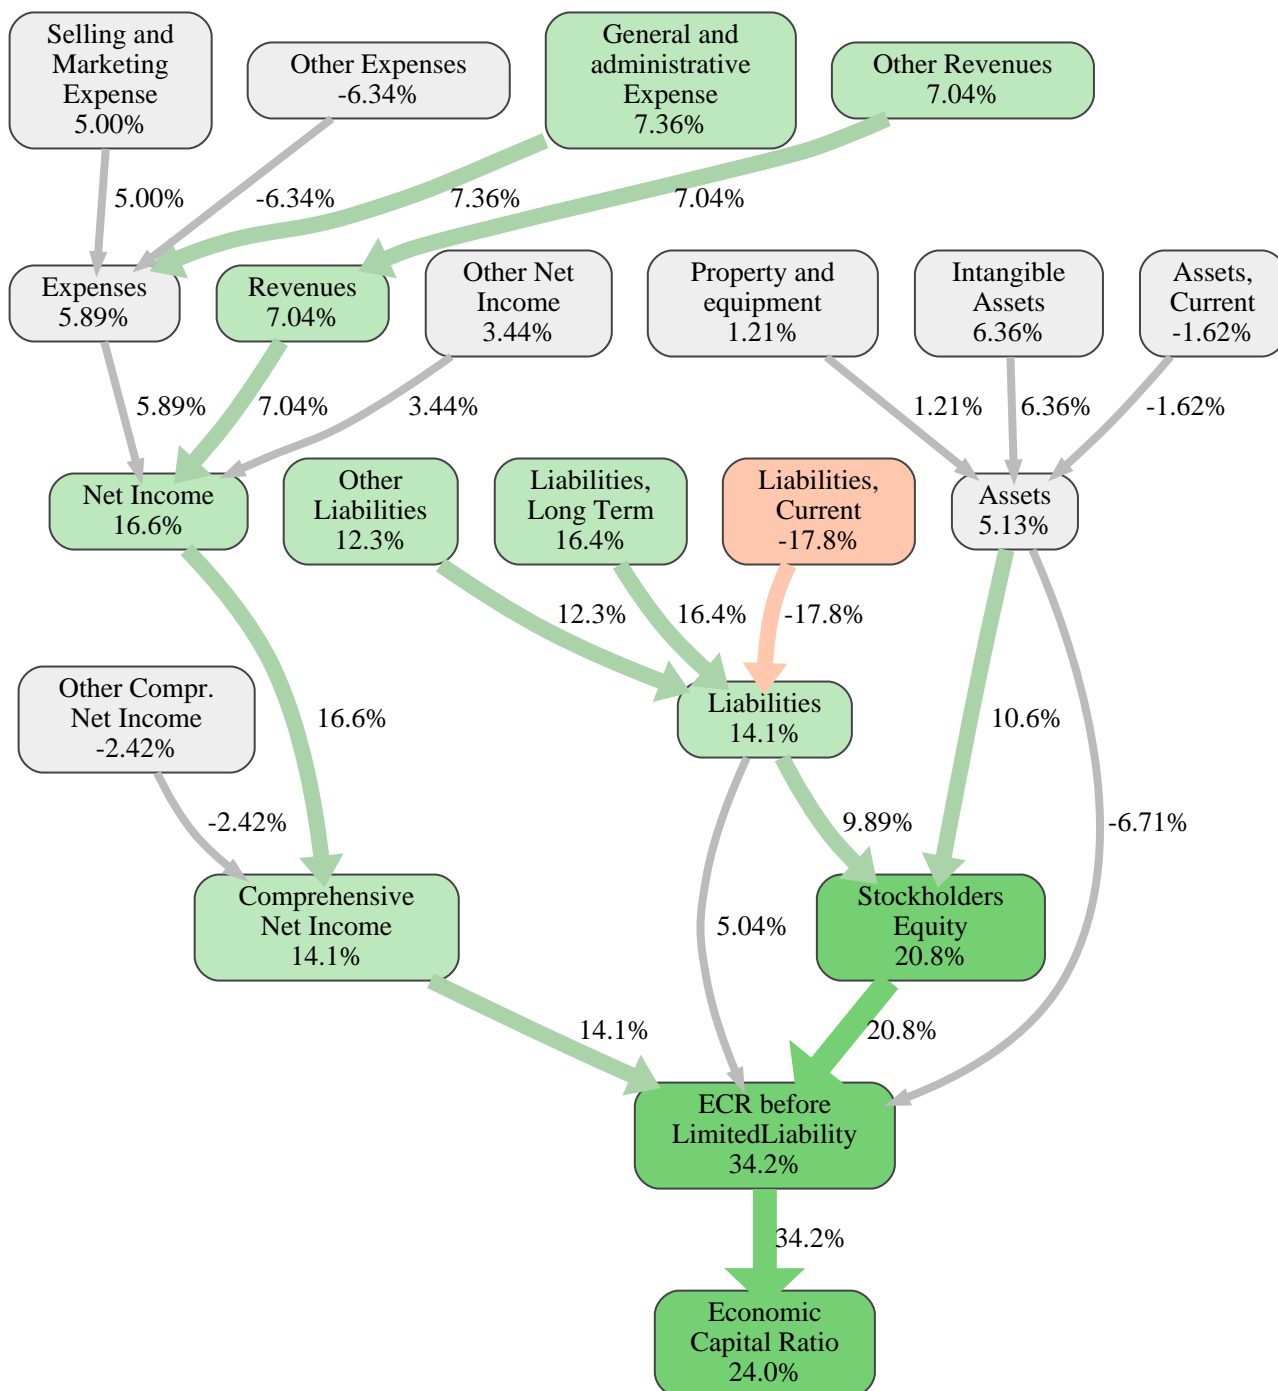 Selling and
Marketing
Expense
5.00%
Other Expenses
-6.34%
General and
administrative
Expense
7.36%
Other Revenues
7.04%
5.00%
-6.34%
7.36%
7.04%
Expenses
5.89%
Revenues
7.04%
Other Net
Income
3.44%
Property and
equipment
1.21%
Intangible
Assets
6.36%
Assets,
Current
-1.62%
5.89%
7.04%
3.44%
1.21%
6.36%
-1.62%
Net Income
16.6%
Other
Liabilities
12.3%
Liabilities,
Long Term
16.4%
Liabilities,
Current
-17.8%
Assets
5.13%
12.3%
16.4%
-17.8%
Other Compr.
Net Income
-2.42%
16.6%
Liabilities
14.1%
10.6%
-2.42%
9.89%
-6.71%
Comprehensive
Net Income
14.1%
5.04%
Stockholders
Equity
20.8%
14.1%
20.8%
ECR before
LimitedLiability
34.2%
34.2%
Economic
Capital Ratio
24.0%